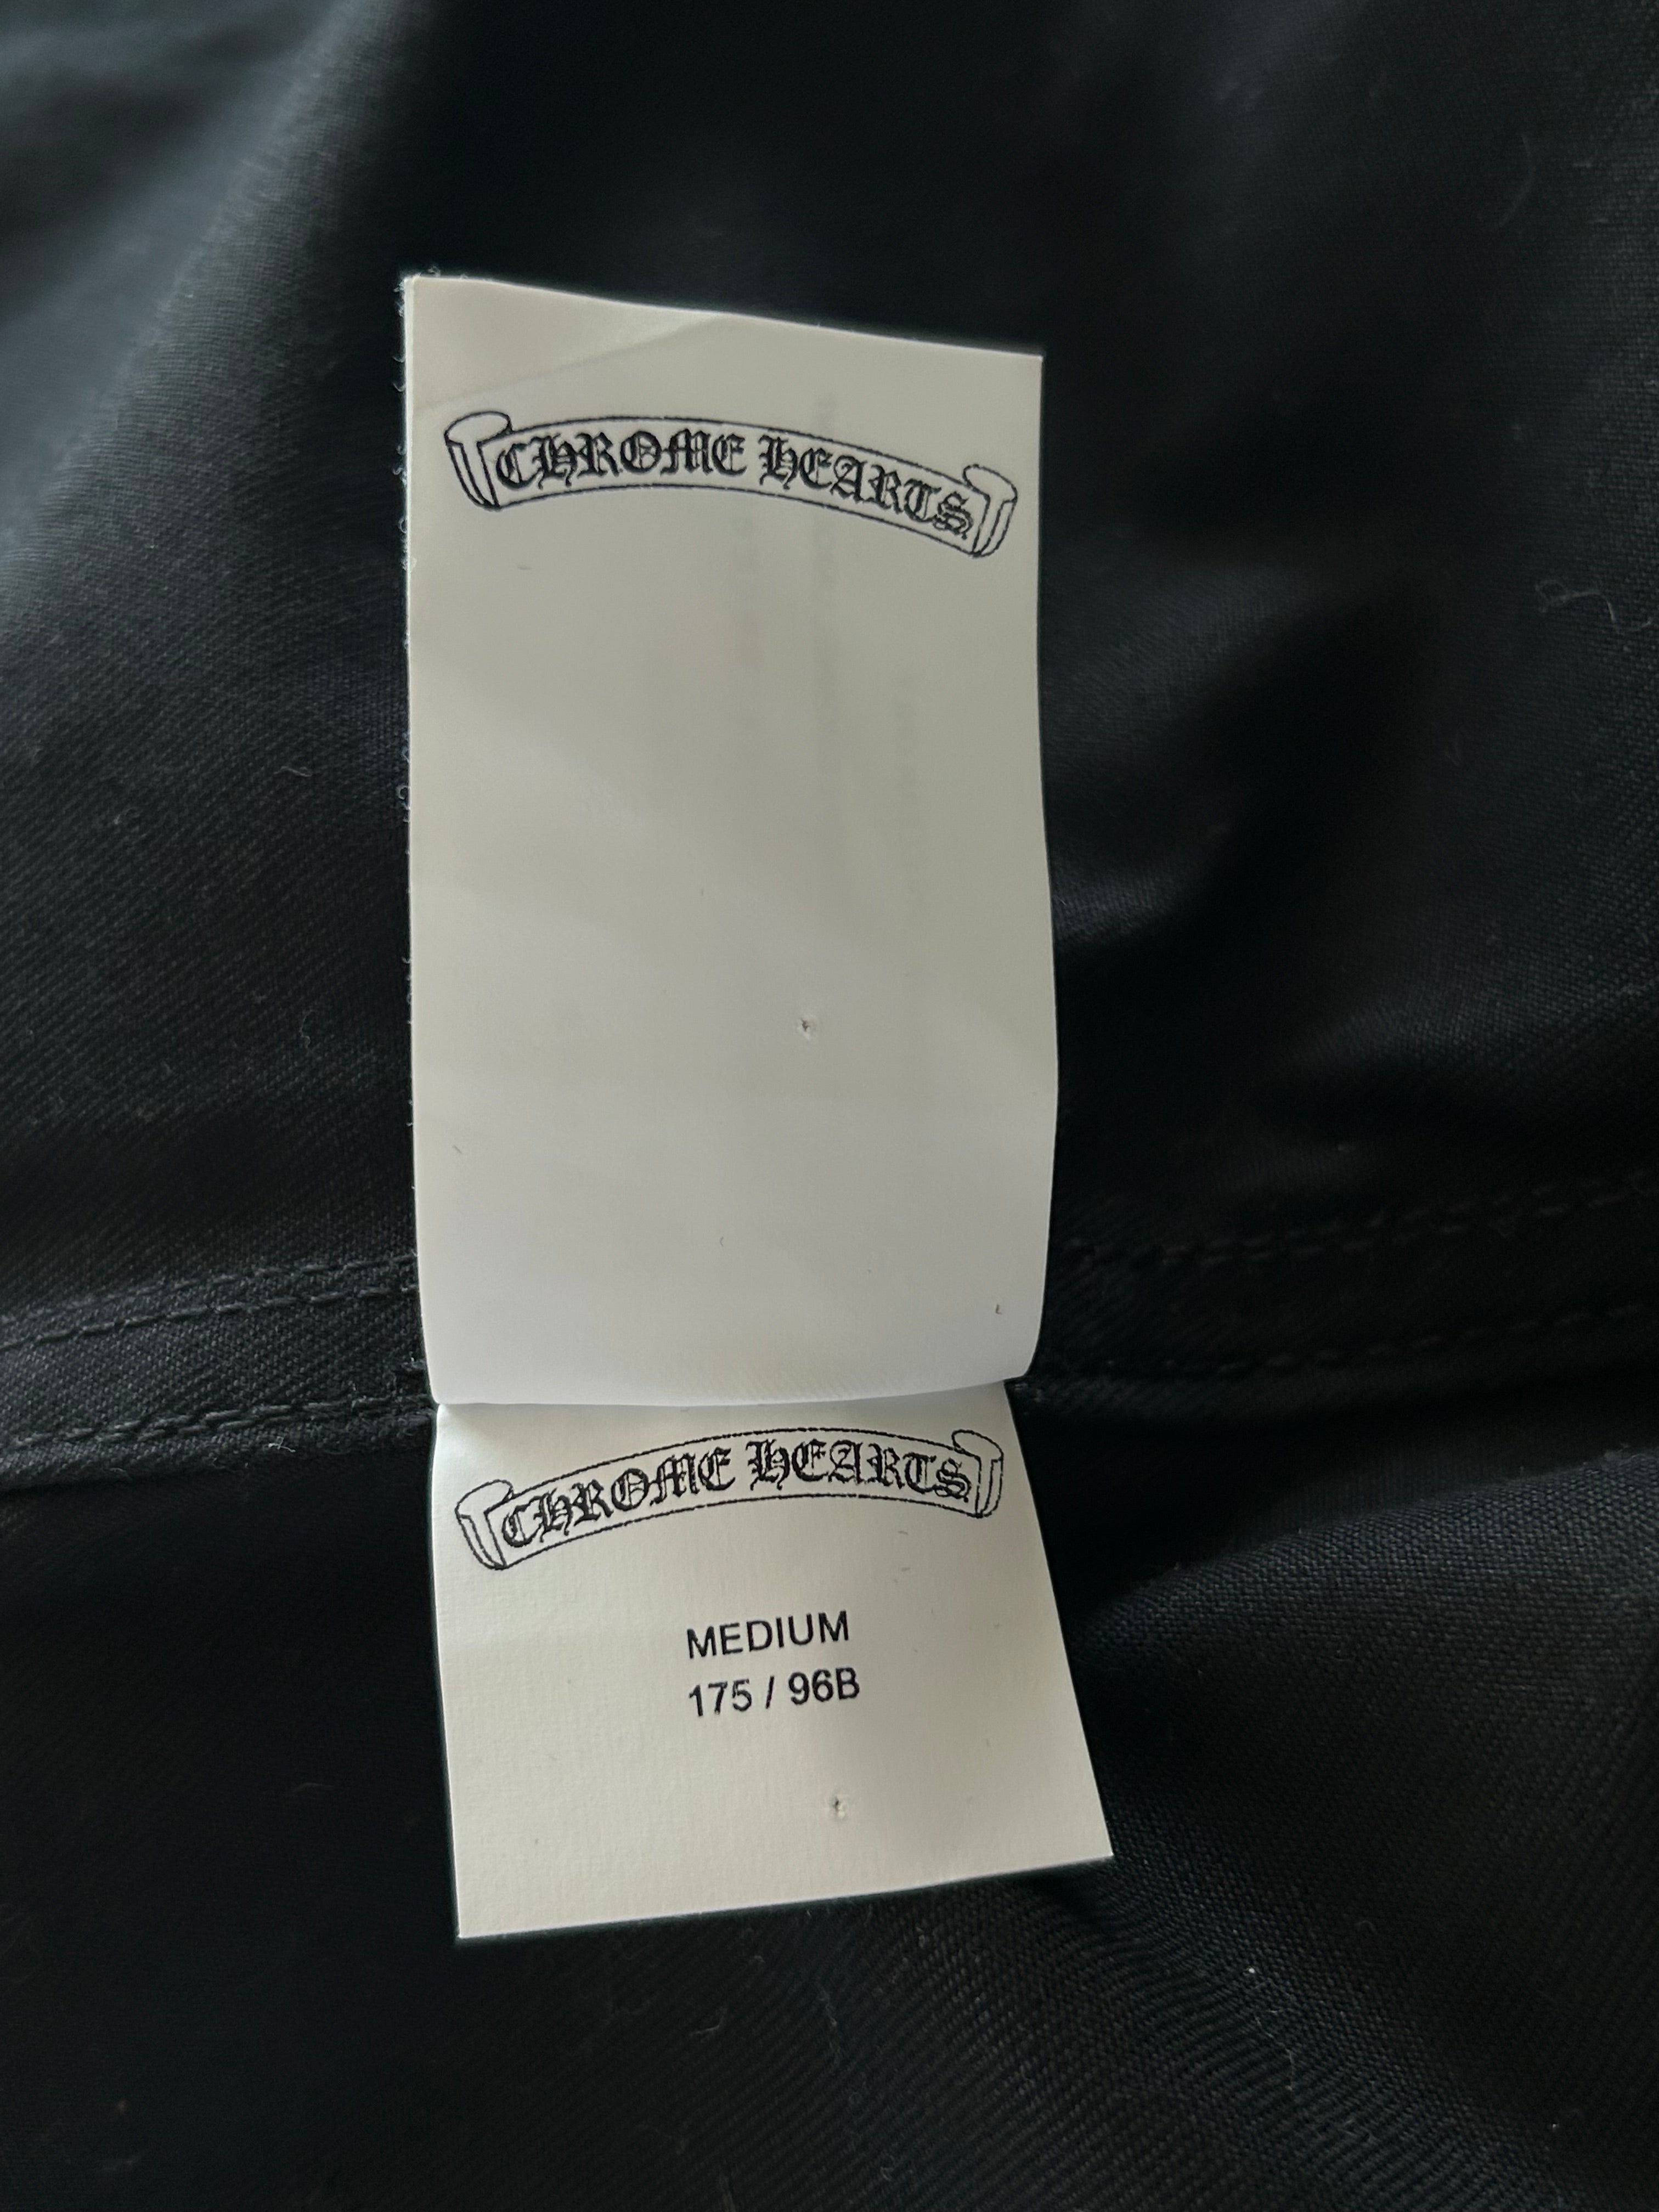 CHROME HEARTS
CHROME HEARTS
MEDIUM
175 / 96B